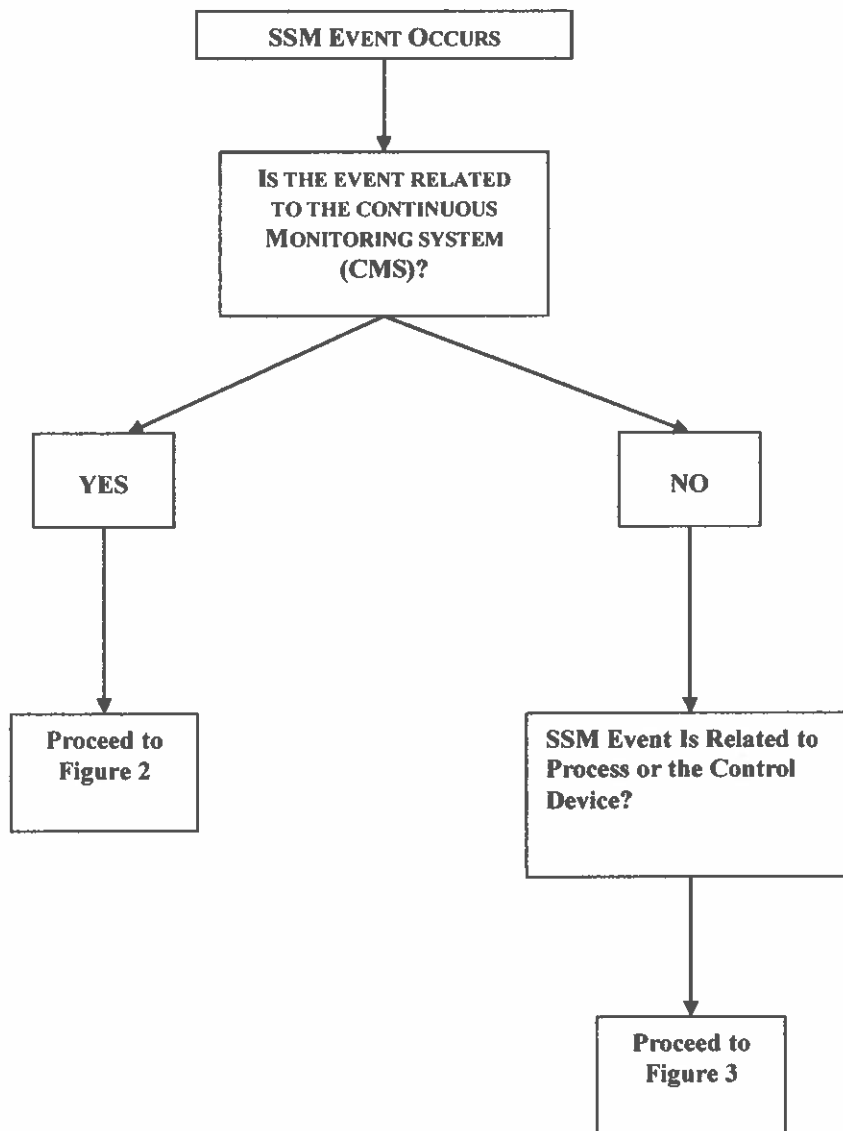 SSM EVENT OCCURS
IS THE EVENT RELATED
TO THE CONTINUOUS
MONITORING SYSTEM
(CMS)?
YES
NO
Proceed to
Figure 2
SSM Event Is Related to
Process or the Control
Device?
Proceed to
Figure 3